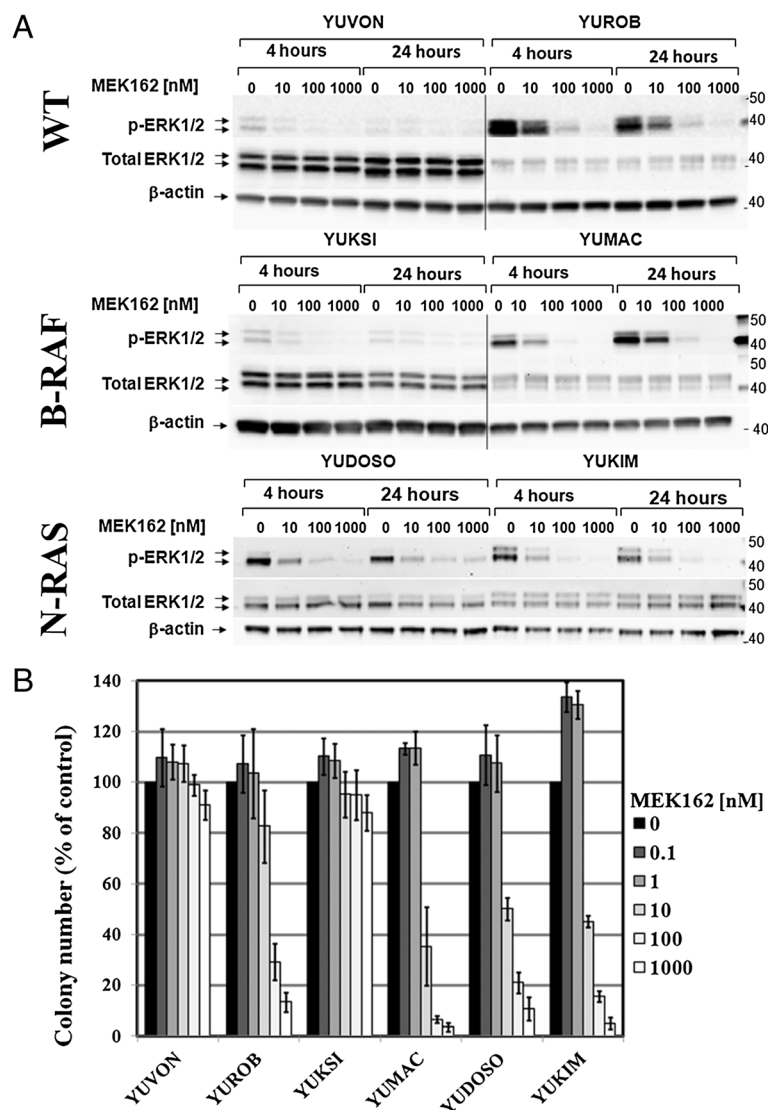 A
YUVON YUROB
4 hours 24 hours 4 hours 24 hours
MEK162 [nM] 0 10 100 1000 0 10 100 1000 0 10 100 1000 0 10 100 1000
WT
p-ERK1/2
50
40
Total ERK1/2
40
β-actin
40
YUKSI YUMAC
4 hours 24 hours 4 hours 24 hours
MEK162 [nM] 0 10 100 1000 0 10 100 1000 0 10 100 1000 0 10 100 1000
B-RAF
p-ERK1/2
50
40
Total ERK1/2
50
40
β-actin
40
YUDOSO YUKIM
4 hours 24 hours 4 hours 24 hours
MEK162 [nM] 0 10 100 1000 0 10 100 1000 0 10 100 1000 0 10 100 1000
N-RAS
p-ERK1/2
50
40
Total ERK1/2
50
40
β-actin
40
B
Colony number (% of control)
140
120
100
80
60
40
20
0
YUVON YUROB YUKSI YUMAC YUDOSO YUKIM
MEK162 [nM]
0
0.1
1
10
100
1000